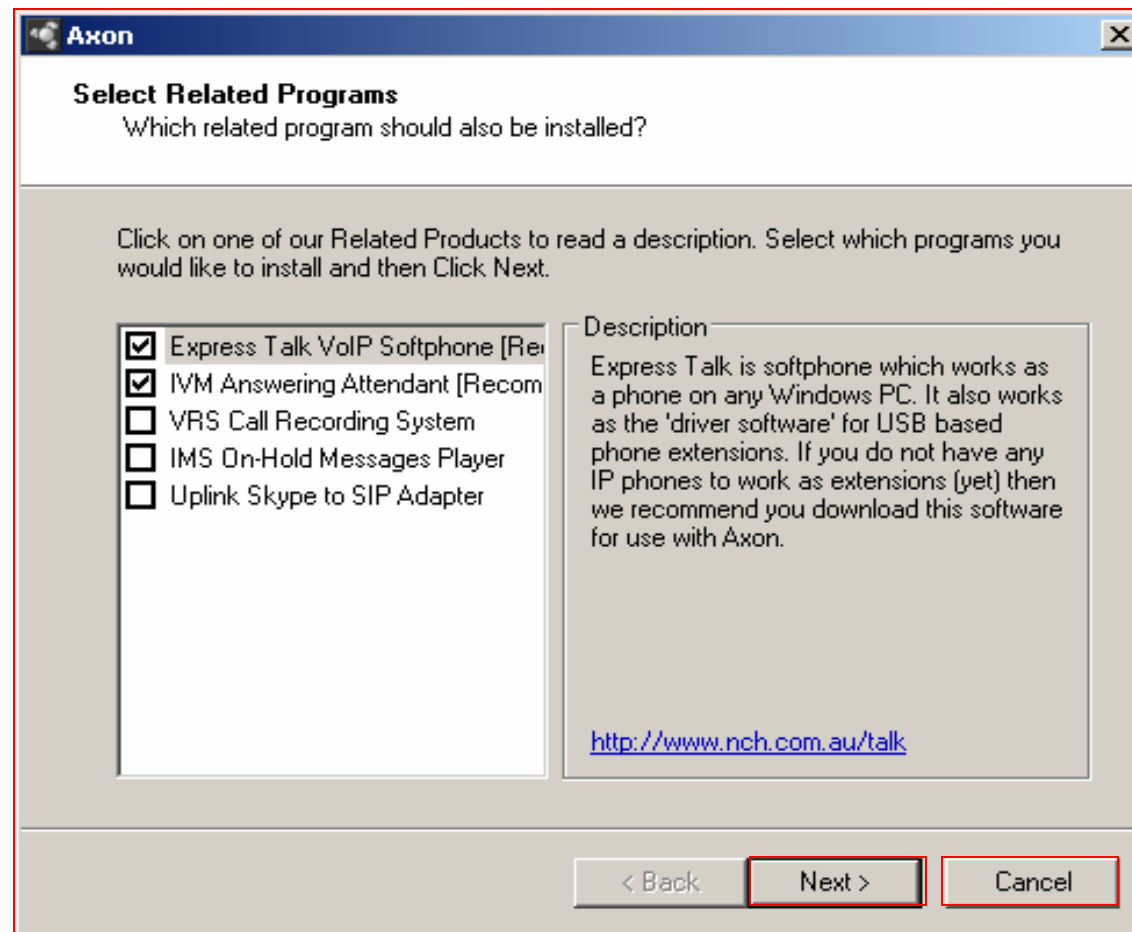 Axon
Select Related Programs
Which related program should also be installed?
Click on one of our Related Products to read a description. Select which programs you
would like to install and then Click Next.
Express Talk VoIP Softphone [Re
IVM Answering Attendant [Recom
VRS Call Recording System
IMS On-Hold Messages Player
Uplink Skype to SIP Adapter
Description
Express Talk is softphone which works as
a phone on any Windows PC. It also works
as the 'driver software' for USB based
phone extensions. If you do not have any
IP phones to work as extensions (yet) then
we recommend you download this software
for use with Axon.
http://www.nch.com.au/talk
< Back
Next >
Cancel